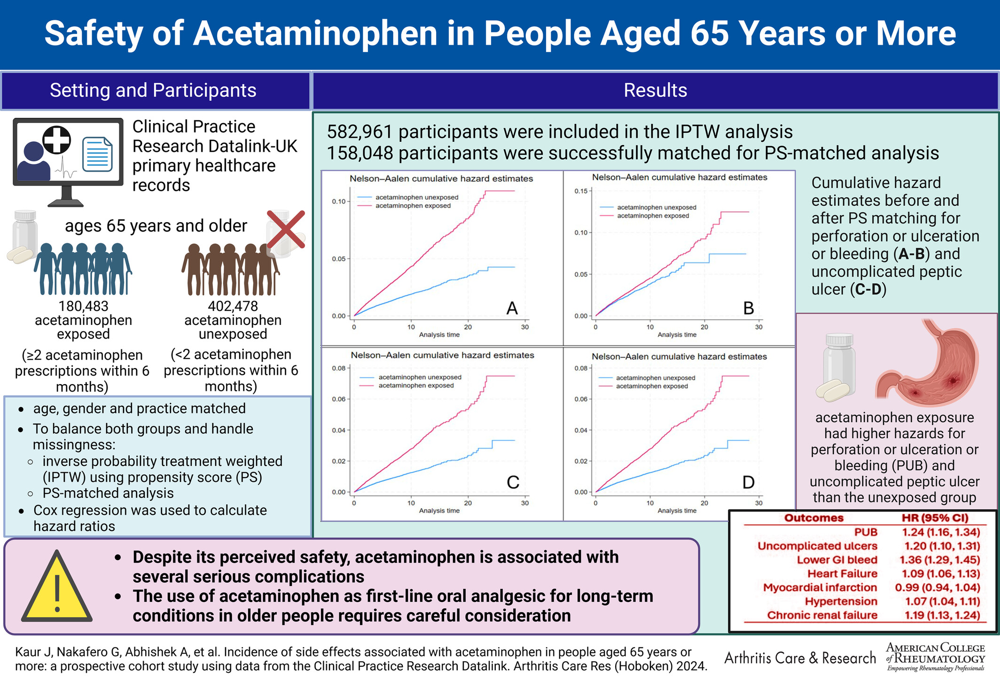 Safety of Acetaminophen in People Aged 65 Years or More
Setting and Participants
Clinical Practice
Research Datalink-UK
primary healthcare
records
ages 65 years and older
180,483
acetaminophen
exposed
(≥2 acetaminophen
prescriptions within 6
months)
402,478
acetaminophen
unexposed
(<2 acetaminophen
prescriptions within 6
months)
• age, gender and practice matched
• To balance both groups and handle
missingness:
○ inverse probability treatment weighted
(IPTW) using propensity score (PS)
○ PS-matched analysis
• Cox regression was used to calculate
hazard ratios
Results
582,961 participants were included in the IPTW analysis
158,048 participants were successfully matched for PS-matched analysis
Nelson–Aalen cumulative hazard estimates
acetaminophen unexposed
acetaminophen exposed
0.10
0.05
0.00
0 10 20 30
Analysis time
A
Nelson–Aalen cumulative hazard estimates
acetaminophen unexposed
acetaminophen exposed
0.15
0.10
0.05
0.00
0 10 20 30
Analysis time
B
Nelson–Aalen cumulative hazard estimates
acetaminophen unexposed
acetaminophen exposed
0.08
0.06
0.04
0.02
0.00
0 10 20 30
Analysis time
C
Nelson–Aalen cumulative hazard estimates
acetaminophen unexposed
acetaminophen exposed
0.08
0.06
0.04
0.02
0.00
0 10 20 30
Analysis time
D
Cumulative hazard
estimates before and
after PS matching for
perforation or ulceration
or bleeding (A-B) and
uncomplicated peptic
ulcer (C-D)
acetaminophen exposure
had higher hazards for
perforation or ulceration or
bleeding (PUB) and
uncomplicated peptic ulcer
than the unexposed group
Outcomes HR (95% CI)
PUB 1.24 (1.16, 1.34)
Uncomplicated ulcers 1.20 (1.10, 1.31)
Lower GI bleed 1.36 (1.29, 1.45)
Heart Failure 1.09 (1.06, 1.13)
Myocardial infarction 0.99 (0.94, 1.04)
Hypertension 1.07 (1.04, 1.11)
Chronic renal failure 1.19 (1.13, 1.24)
!
• Despite its perceived safety, acetaminophen is associated with
several serious complications
• The use of acetaminophen as first-line oral analgesic for long-term
conditions in older people requires careful consideration
Kaur J, Nakafero G, Abhishek A, et al. Incidence of side effects associated with acetaminophen in people aged 65 years or
more: a prospective cohort study using data from the Clinical Practice Research Datalink. Arthritis Care Res (Hoboken) 2024.
Arthritis Care & Research
AMERICAN COLLEGE
of RHEUMATOLOGY
Empowering Rheumatology Professionals